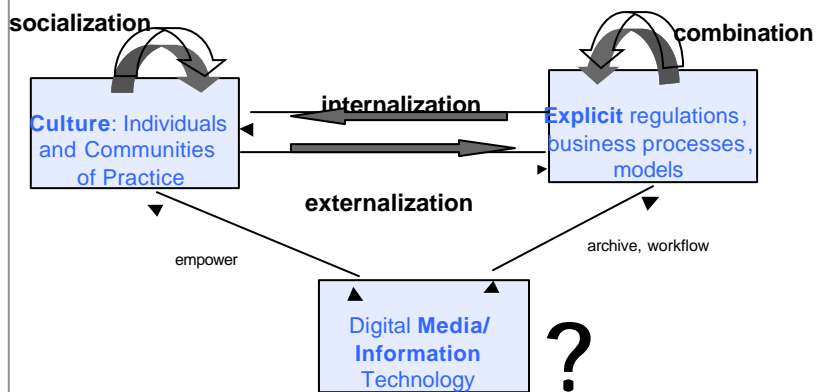 socialization
combination
internalization
Culture: Individuals
and Communities
of Practice
Explicit regulations,
business processes,
models
externalization
empower
archive, workflow
Digital Media/
Information
Technology
?